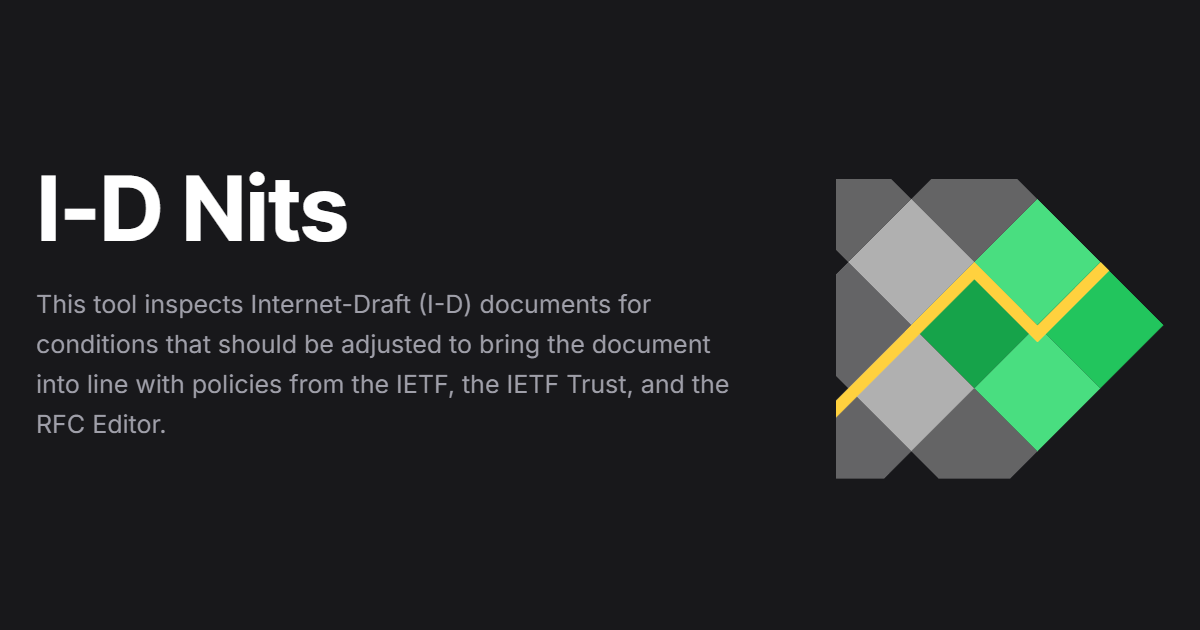 I-D Nits
This tool inspects Internet-Draft (I-D) documents for
conditions that should be adjusted to bring the document
into line with policies from the IETF, the IETF Trust, and the
RFC Editor.